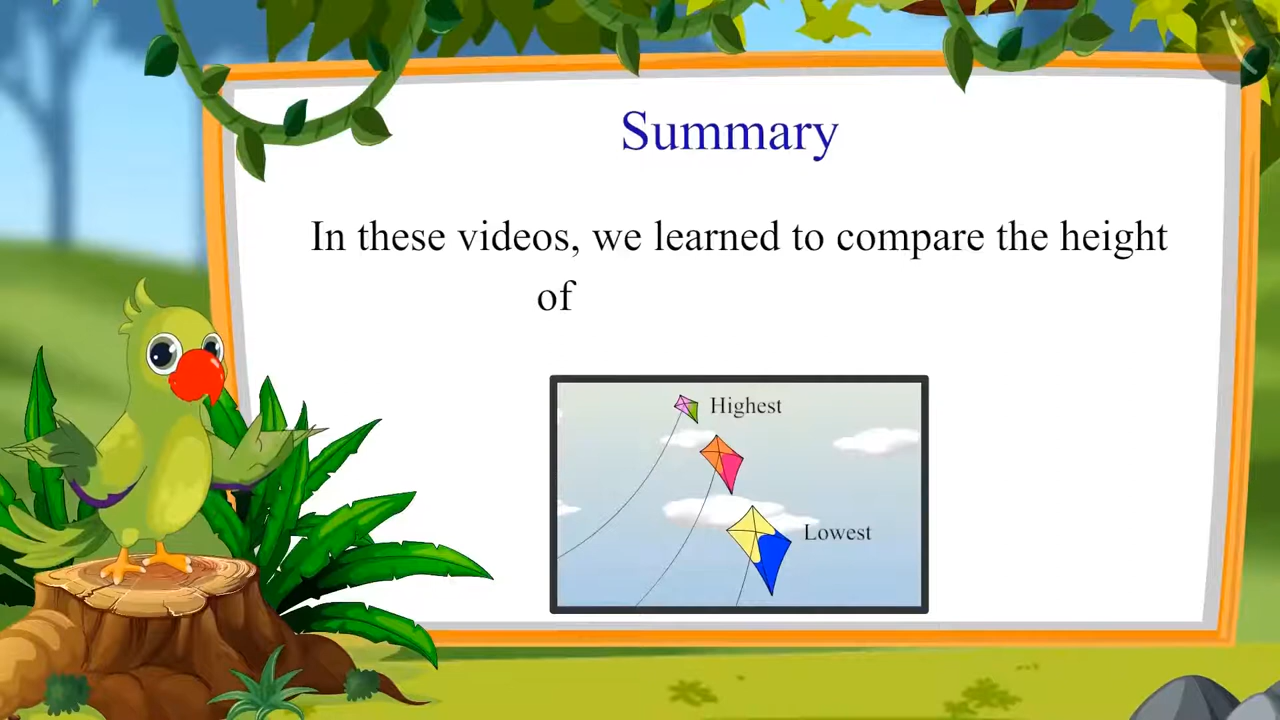 Summary
In these videos, we learned to compare the height
of
Highest
Lowest